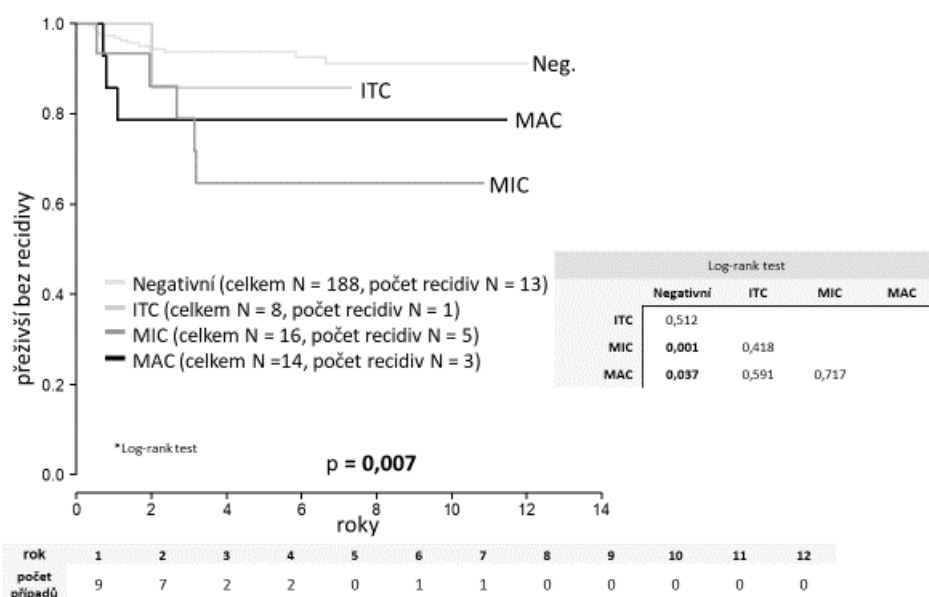 1.0
0.8
0.6
0.4
0.2
0.0
přeživší bez recidivy
Neg.
ITC
MAC
MIC
Negativní (celkem N = 188, počet recidiv N = 13)
ITC (celkem N = 8, počet recidiv N = 1)
MIC (celkem N = 16, počet recidiv N = 5)
MAC (celkem N =14, počet recidiv N = 3)
*Log-rank test
p = 0,007
0 2 4 6 8 10 12 14
roky
Log-rank test
Negativní ITC MIC MAC
ITC 0,512
MIC 0,001 0,418
MAC 0,037 0,591 0,717
rok 1 2 3 4 5 6 7 8 9 10 11 12
počet
případů 9 7 2 2 0 1 1 0 0 0 0 0